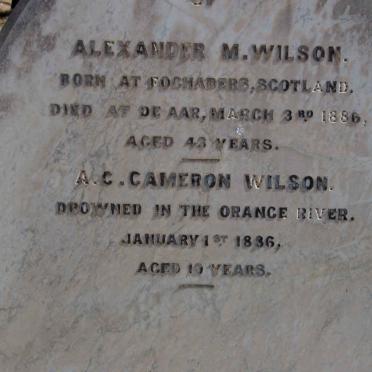 ALEXANDER M. WILSON.
BORN AT FOCHABERS, SCOTLAND.
DIED AT DE AAR, MARCH 3RD 1886,
AGED 43 YEARS.
A. C. CAMERON WILSON.
DROWNED IN THE ORANGE RIVER.
JANUARY 1ST 1886,
AGED 19 YEARS.